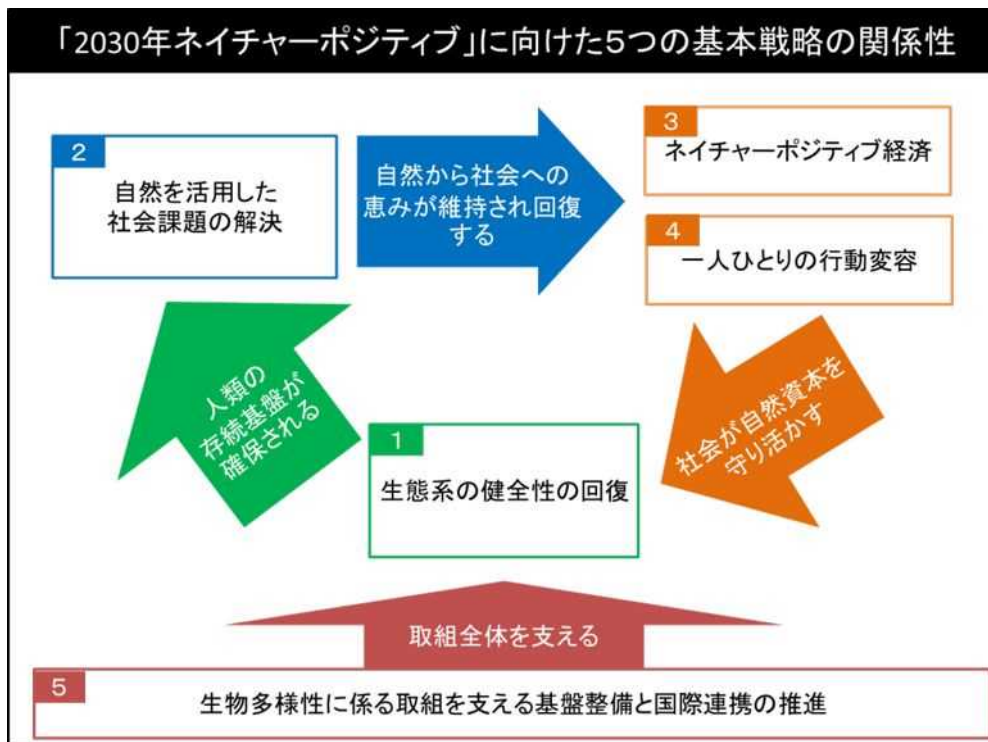 「2030年ネイチャーポジティブ」に向けた５つの基本戦略の関係性
2
自然を活用した
社会課題の解決
自然から社会への
恵みが維持され回復
する
3
ネイチャーポジティブ経済
4
一人ひとりの行動変容
人類の
存続基盤が
確保される
社会が自然資本を
守り活かす
1
生態系の健全性の回復
取組全体を支える
5
生物多様性に係る取組を支える基盤整備と国際連携の推進